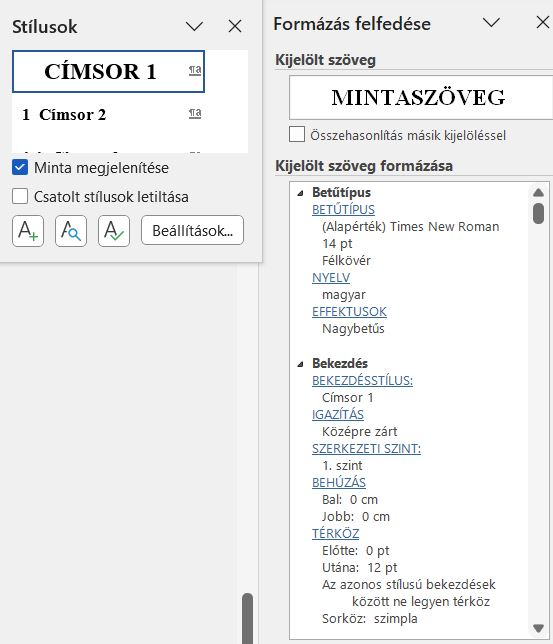 Stílusok
CÍMSOR 1
1 Címsor 2
Minta megjelenítése
Csatolt stílusok letiltása
Beállítások...
Formázás felfedése
Kijelölt szöveg
MINTASZÖVEG
Összehasonlítás másik kijelöléssel
Kijelölt szöveg formázása
Betűtípus
BETŰTÍPUS
(Alapérték) Times New Roman
14 pt
Félkövér
NYELV
magyar
EFFEKTUSOK
Nagybetűs
Bekezdés
BEKEZDÉSSTÍLUS:
Címsor 1
IGAZÍTÁS
Középre zárt
SZERKEZETI SZINT:
1. szint
BEHÚZÁS
Bal: 0 cm
Jobb: 0 cm
TÉRKÖZ
Előtte: 0 pt
Utána: 12 pt
Az azonos stílusú bekezdések
között ne legyen térköz
Sorköz: szimpla